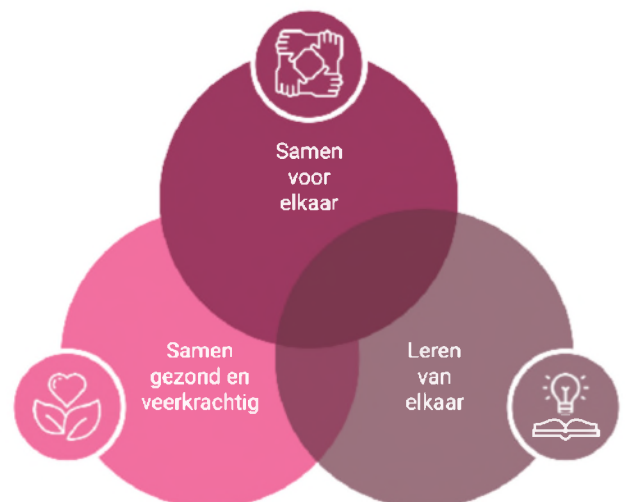 Samen
voor
elkaar
Samen
gezond en
veerkrachtig
Leren
van
elkaar